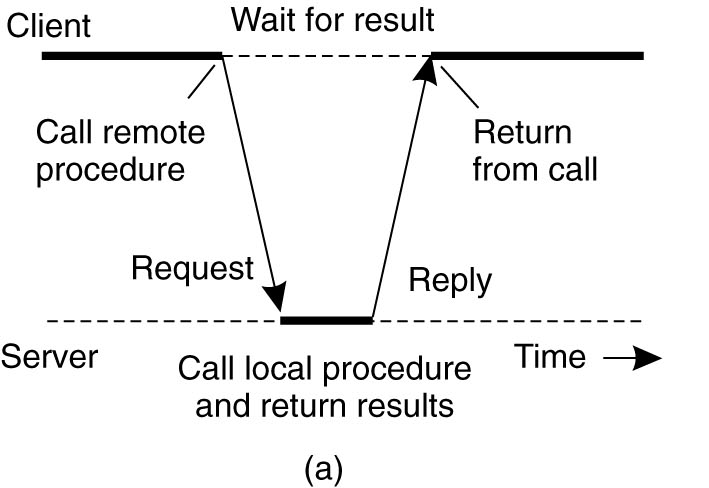 Client
Wait for result
Call remote
procedure
Return
from call
Request
Reply
Server
Call local procedure
and return results
Time
(a)